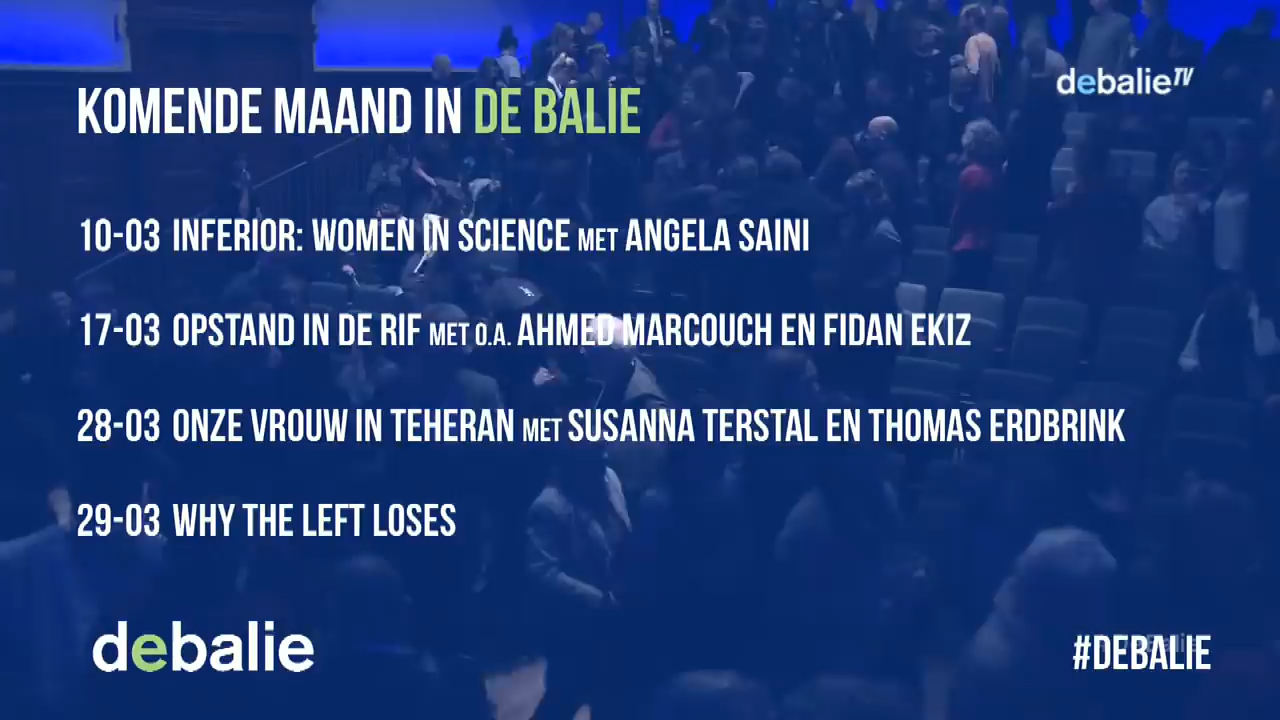 debalieTV
KOMENDE MAAND IN DE BALIE
10-03 INFERIOR: WOMEN IN SCIENCE MET ANGELA SAINI
17-03 OPSTAND IN DE RIF MET O.A. AHMED MARCOUCH EN FIDAN EKIZ
28-03 ONZE VROUW IN TEHERAN MET SUSANNA TERSTAL EN THOMAS ERDBRINK
29-03 WHY THE LEFT LOSES
debalie
#DEBALIE